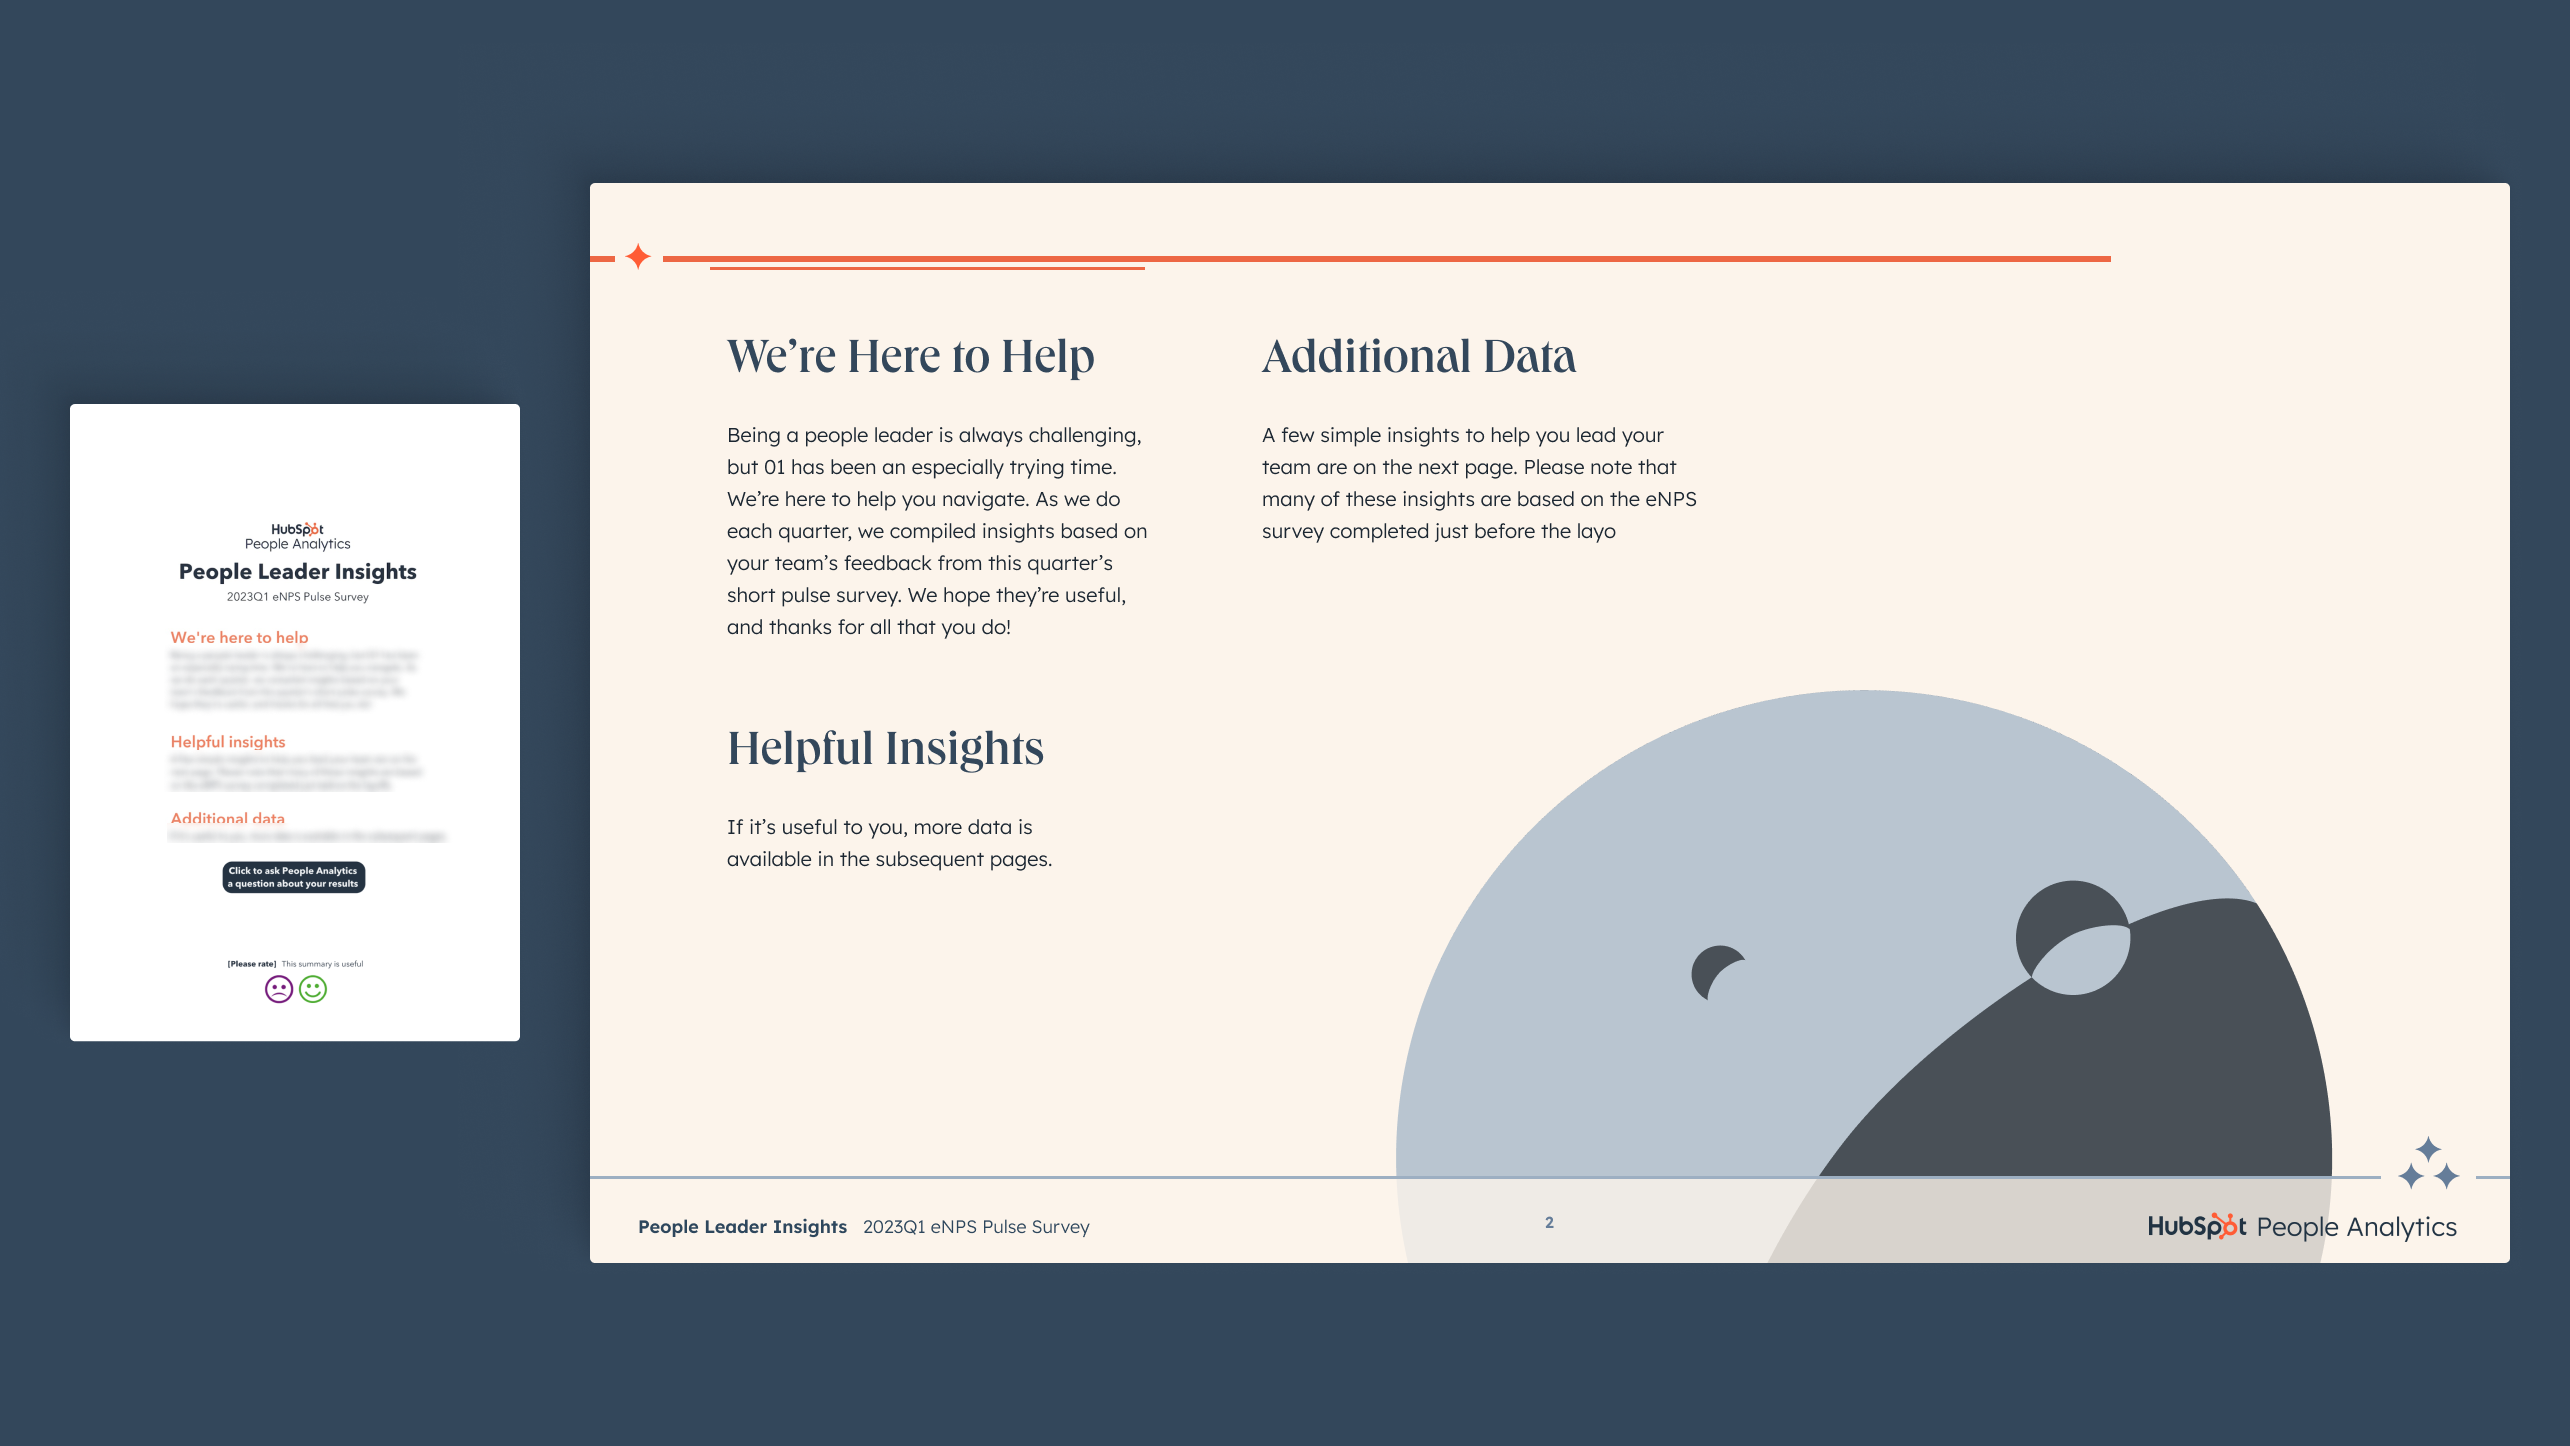 HubSpot
People Analytics
People Leader Insights
2023Q1 eNPS Pulse Survey
We're here to help
Helpful insights
Additional data
Click to ask People Analytics
a question about your results
[Please rate] This summary is useful
We’re Here to Help
Being a people leader is always challenging,
but 01 has been an especially trying time.
We’re here to help you navigate. As we do
each quarter, we compiled insights based on
your team’s feedback from this quarter’s
short pulse survey. We hope they’re useful,
and thanks for all that you do!
Helpful Insights
If it’s useful to you, more data is
available in the subsequent pages.
Additional Data
A few simple insights to help you lead your
team are on the next page. Please note that
many of these insights are based on the eNPS
survey completed just before the layo
People Leader Insights 2023Q1 eNPS Pulse Survey
2
HubSpot People Analytics